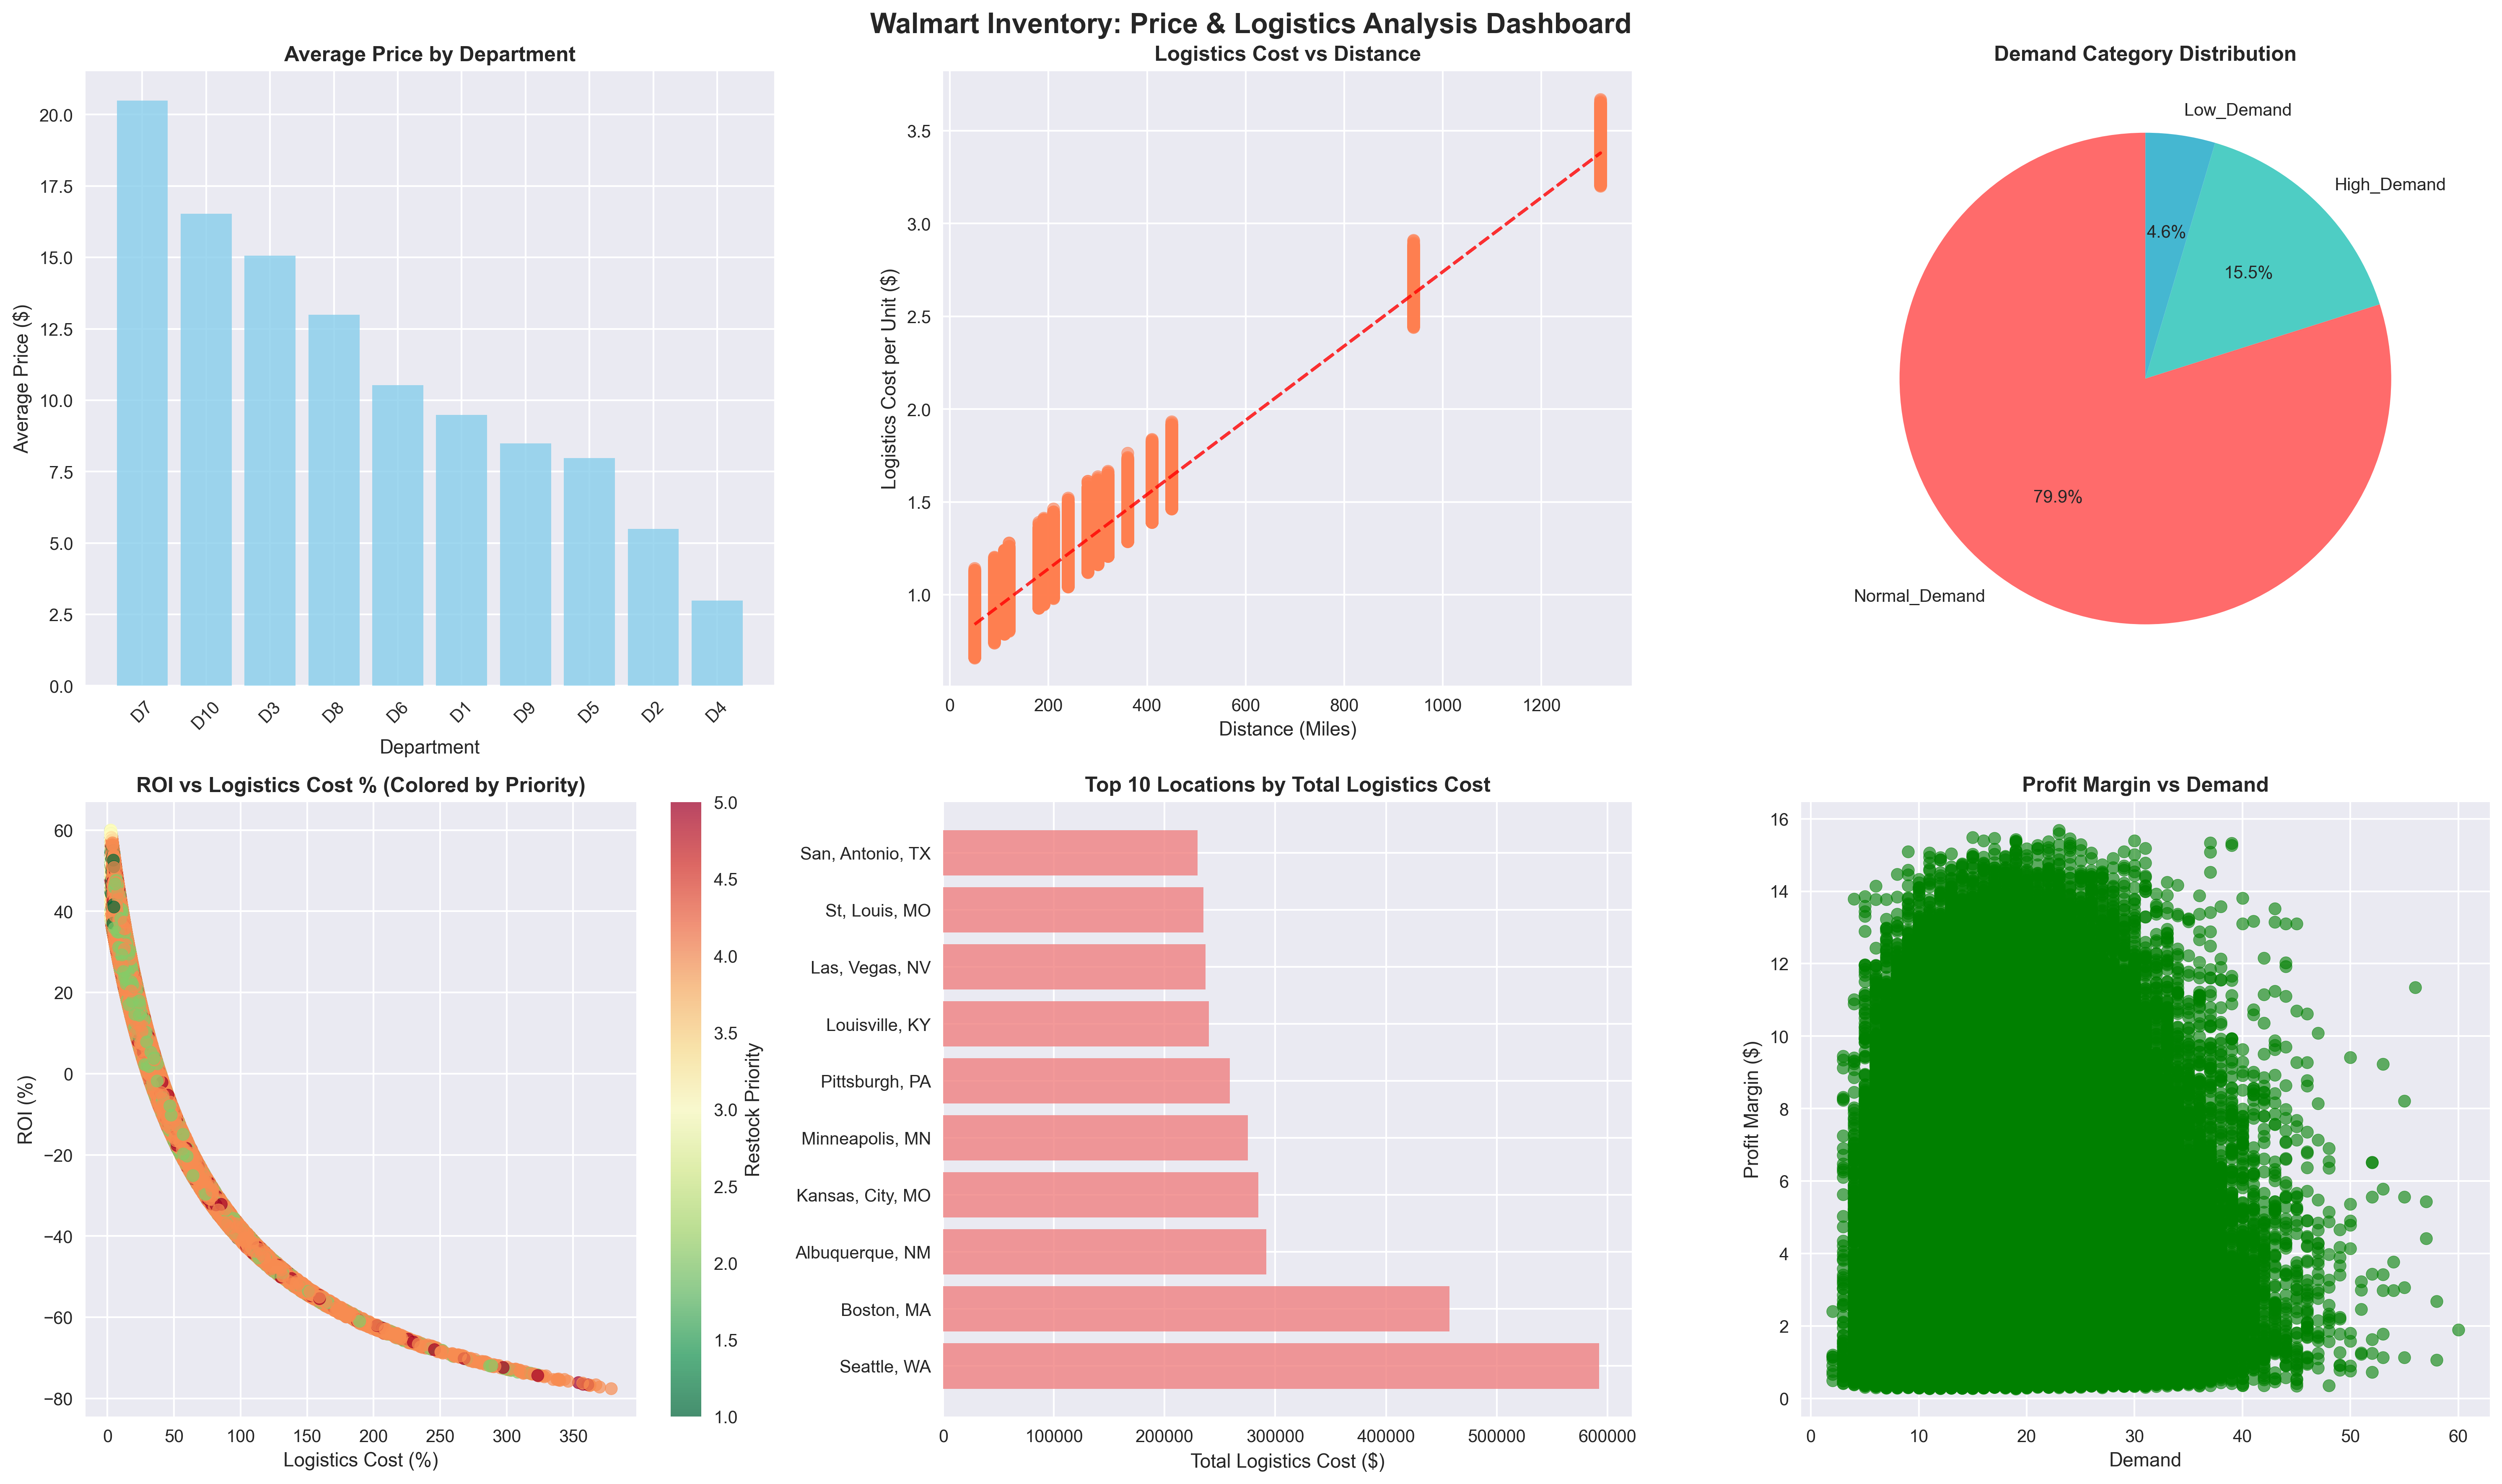 Walmart Inventory: Price & Logistics Analysis Dashboard
Average Price by Department
Average Price ($)
20.0
17.5
15.0
12.5
10.0
7.5
5.0
2.5
0.0
D7
D10
D3
D8
D6
D1
D9
D5
D2
D4
Department
Logistics Cost vs Distance
Logistics Cost per Unit ($)
3.5
3.0
2.5
2.0
1.5
1.0
0
200
400
600
800
1000
1200
Distance (Miles)
Demand Category Distribution
Low_Demand
High_Demand
4.6%
15.5%
79.9%
Normal_Demand
ROI vs Logistics Cost % (Colored by Priority)
ROI (%)
60
40
20
0
−20
−40
−60
−80
0
50
100
150
200
250
300
350
Logistics Cost (%)
5.0
4.5
4.0
3.5
3.0
2.5
2.0
1.5
1.0
Restock Priority
Top 10 Locations by Total Logistics Cost
San, Antonio, TX
St, Louis, MO
Las, Vegas, NV
Louisville, KY
Pittsburgh, PA
Minneapolis, MN
Kansas, City, MO
Albuquerque, NM
Boston, MA
Seattle, WA
0
100000
200000
300000
400000
500000
600000
Total Logistics Cost ($)
Profit Margin vs Demand
Profit Margin ($)
16
14
12
10
8
6
4
2
0
0
10
20
30
40
50
60
Demand